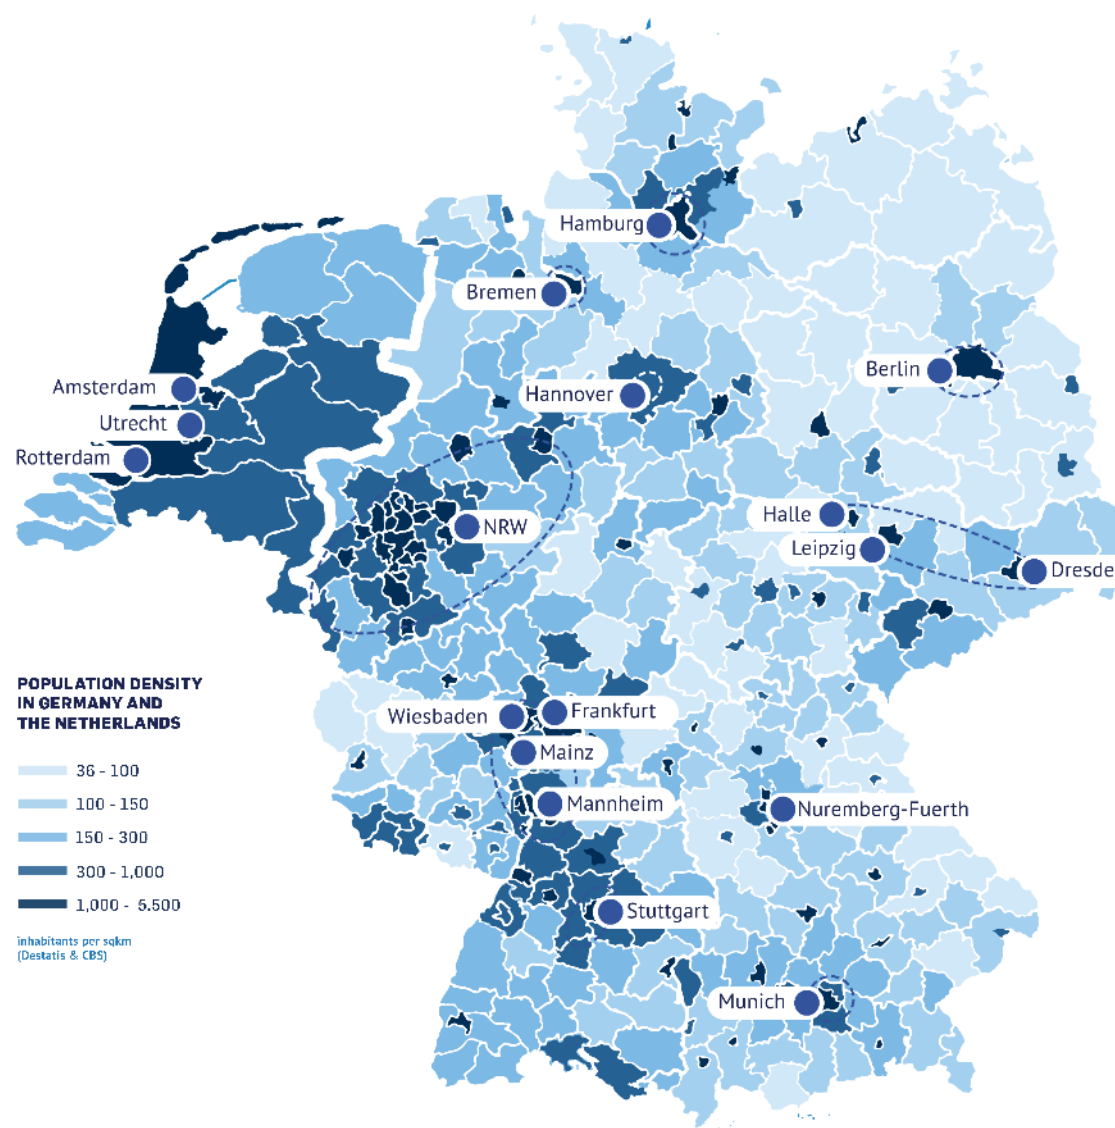 Hamburg
Bremen
Berlin
Amsterdam
Hannover
Utrecht
Rotterdam
Halle
NRW
Leipzig
Dresde
POPULATION DENSITY
IN GERMANY AND
THE NETHERLANDS
Wiesbaden
Frankfurt
Mainz
36 - 100
100 - 150
Mannheim
Nuremberg-Fuerth
150 - 300
300 - 1,000
1,000 - 5.500
Stuttgart
inhabitants per sqkm
(Destatis & CBS)
Munich